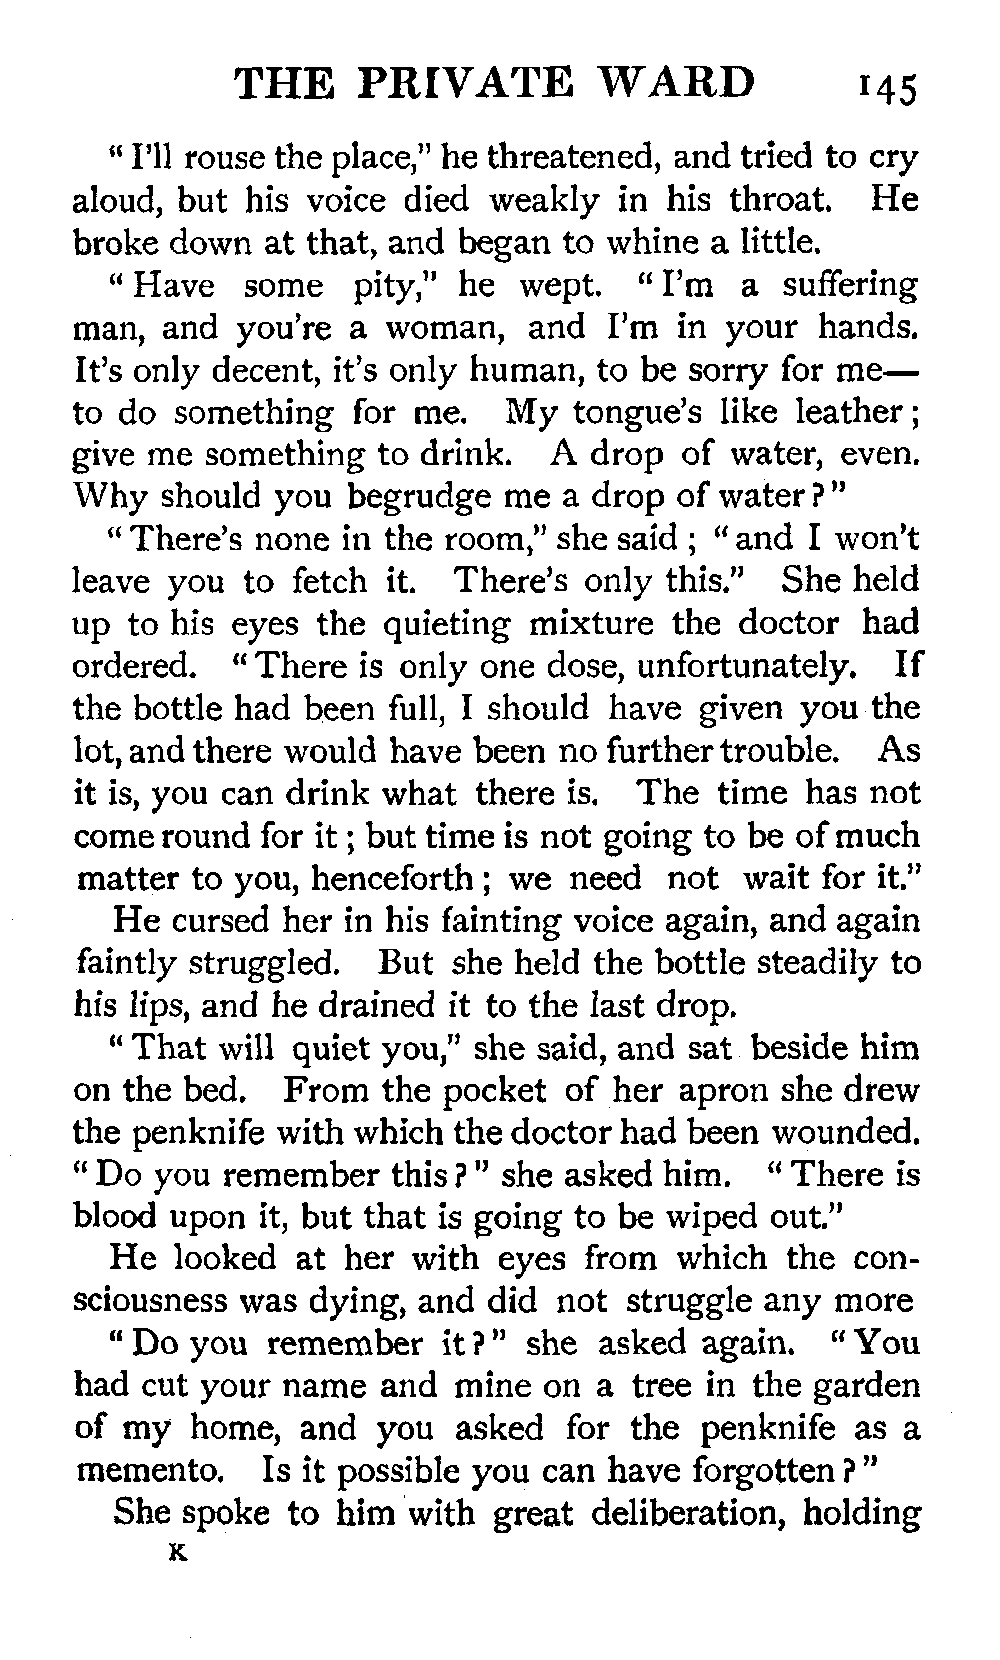 THE PRIVATE WARD 145
"I'll rouse the place," he threatened, and tried to cry
aloud, but his voice died weakly in his throat. He
broke down at that, and began to whine a little.
"Have some pity," he wept. "I'm a suffering
man, and you're a woman, and I'm in your hands.
It's only decent, it's only human, to be sorry for me—
to do something for me. My tongue's like leather;
give me something to drink. A drop of water, even.
Why should you begrudge me a drop of water?"
"There's none in the room," she said; "and I won't
leave you to fetch it. There's only this." She held
up to his eyes the quieting mixture the doctor had
ordered. "There is only one dose, unfortunately. If
the bottle had been full, I should have given you the
lot, and there would have been no further trouble. As
it is, you can drink what there is. The time has not
come round for it; but time is not going to be of much
matter to you, henceforth; we need not wait for it."
He cursed her in his fainting voice again, and again
faintly struggled. But she held the bottle steadily to
his lips, and he drained it to the last drop.
"That will quiet you," she said, and sat beside him
on the bed. From the pocket of her apron she drew
the penknife with which the doctor had been wounded.
"Do you remember this?" she asked him. "There is
blood upon it, but that is going to be wiped out."
He looked at her with eyes from which the con-
sciousness was dying, and did not struggle any more
"Do you remember it?" she asked again. "You
had cut your name and mine on a tree in the garden
of my home, and you asked for the penknife as a
memento. Is it possible you can have forgotten?"
She spoke to him with great deliberation, holding
K